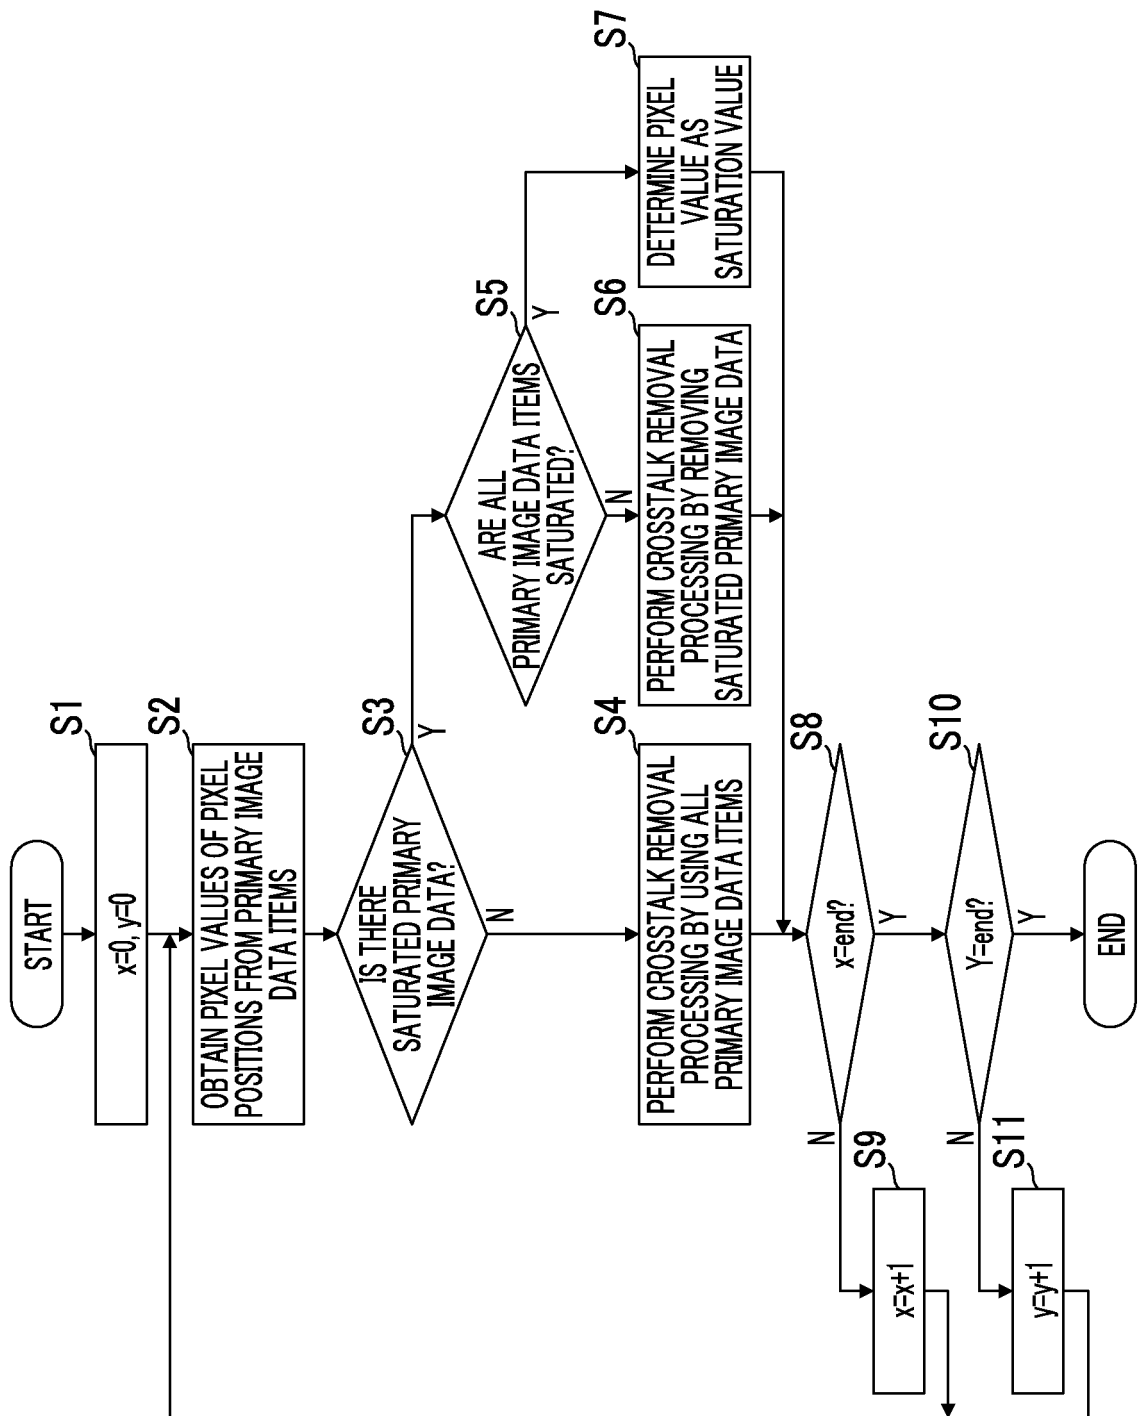 START
S1
x=0, y=0
S2
OBTAIN PIXEL VALUES OF PIXEL
POSITIONS FROM PRIMARY IMAGE
DATA ITEMS
S3
IS THERE
SATURATED PRIMARY
IMAGE DATA?
Y
N
S5
ARE ALL
PRIMARY IMAGE DATA ITEMS
SATURATED?
Y
N
S4
PERFORM CROSSTALK REMOVAL
PROCESSING BY USING ALL
PRIMARY IMAGE DATA ITEMS
S6
PERFORM CROSSTALK REMOVAL
PROCESSING BY REMOVING
SATURATED PRIMARY IMAGE DATA
S7
DETERMINE PIXEL
VALUE AS
SATURATION VALUE
S8
x=end?
N
Y
S9
x=x+1
S10
Y=end?
N
Y
S11
y=y+1
END